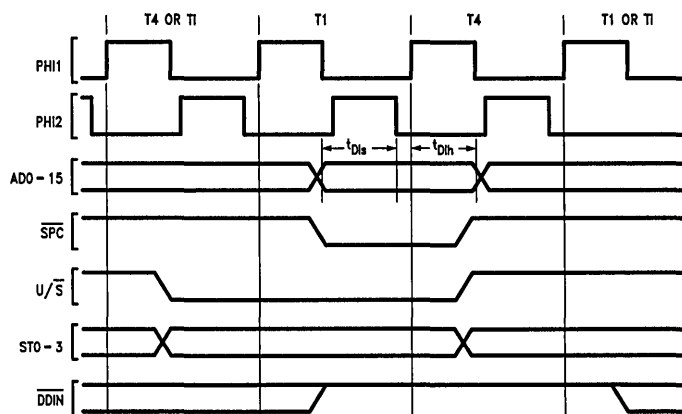 T4 OR TI T1 T4 T1 OR TI
PHI1
PHI2
tDIs tDIh
AD0-15
SPC
U/S
ST0-3
DDIN